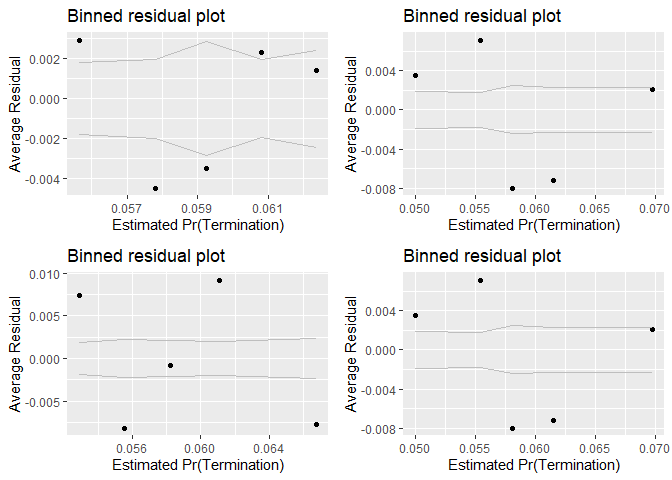 Binned residual plot
Average Residual
0.002
0.000
-0.002
-0.004
0.057
0.059
0.061
Estimated Pr(Termination)
Binned residual plot
Average Residual
0.004
0.000
-0.004
-0.008
0.050
0.055
0.060
0.065
0.070
Estimated Pr(Termination)
Binned residual plot
Average Residual
0.010
0.005
0.000
-0.005
0.056
0.060
0.064
Estimated Pr(Termination)
Binned residual plot
Average Residual
0.004
0.000
-0.004
-0.008
0.050
0.055
0.060
0.065
0.070
Estimated Pr(Termination)